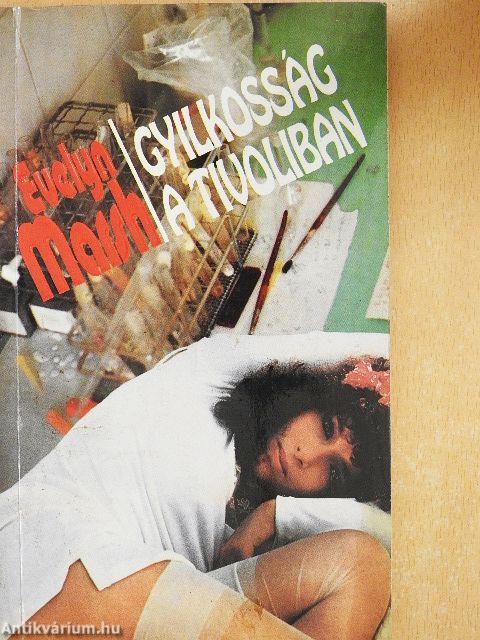 Evelyn
Marsh
GYILKOSSÁG
A TIVOLIBAN
Antikvárium.hu